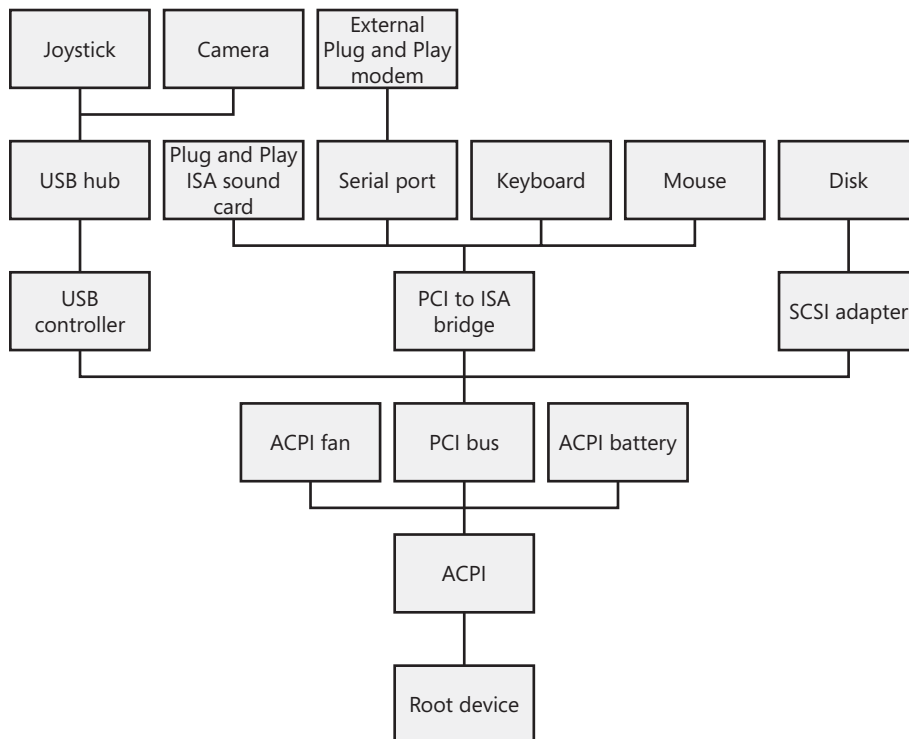 Joystick
Camera
External
Plug and Play
modem
USB hub
Plug and Play
ISA sound
card
Serial port
Keyboard
Mouse
Disk
USB
controller
PCI to ISA
bridge
SCSI adapter
ACPI fan
PCI bus
ACPI battery
ACPI
Root device